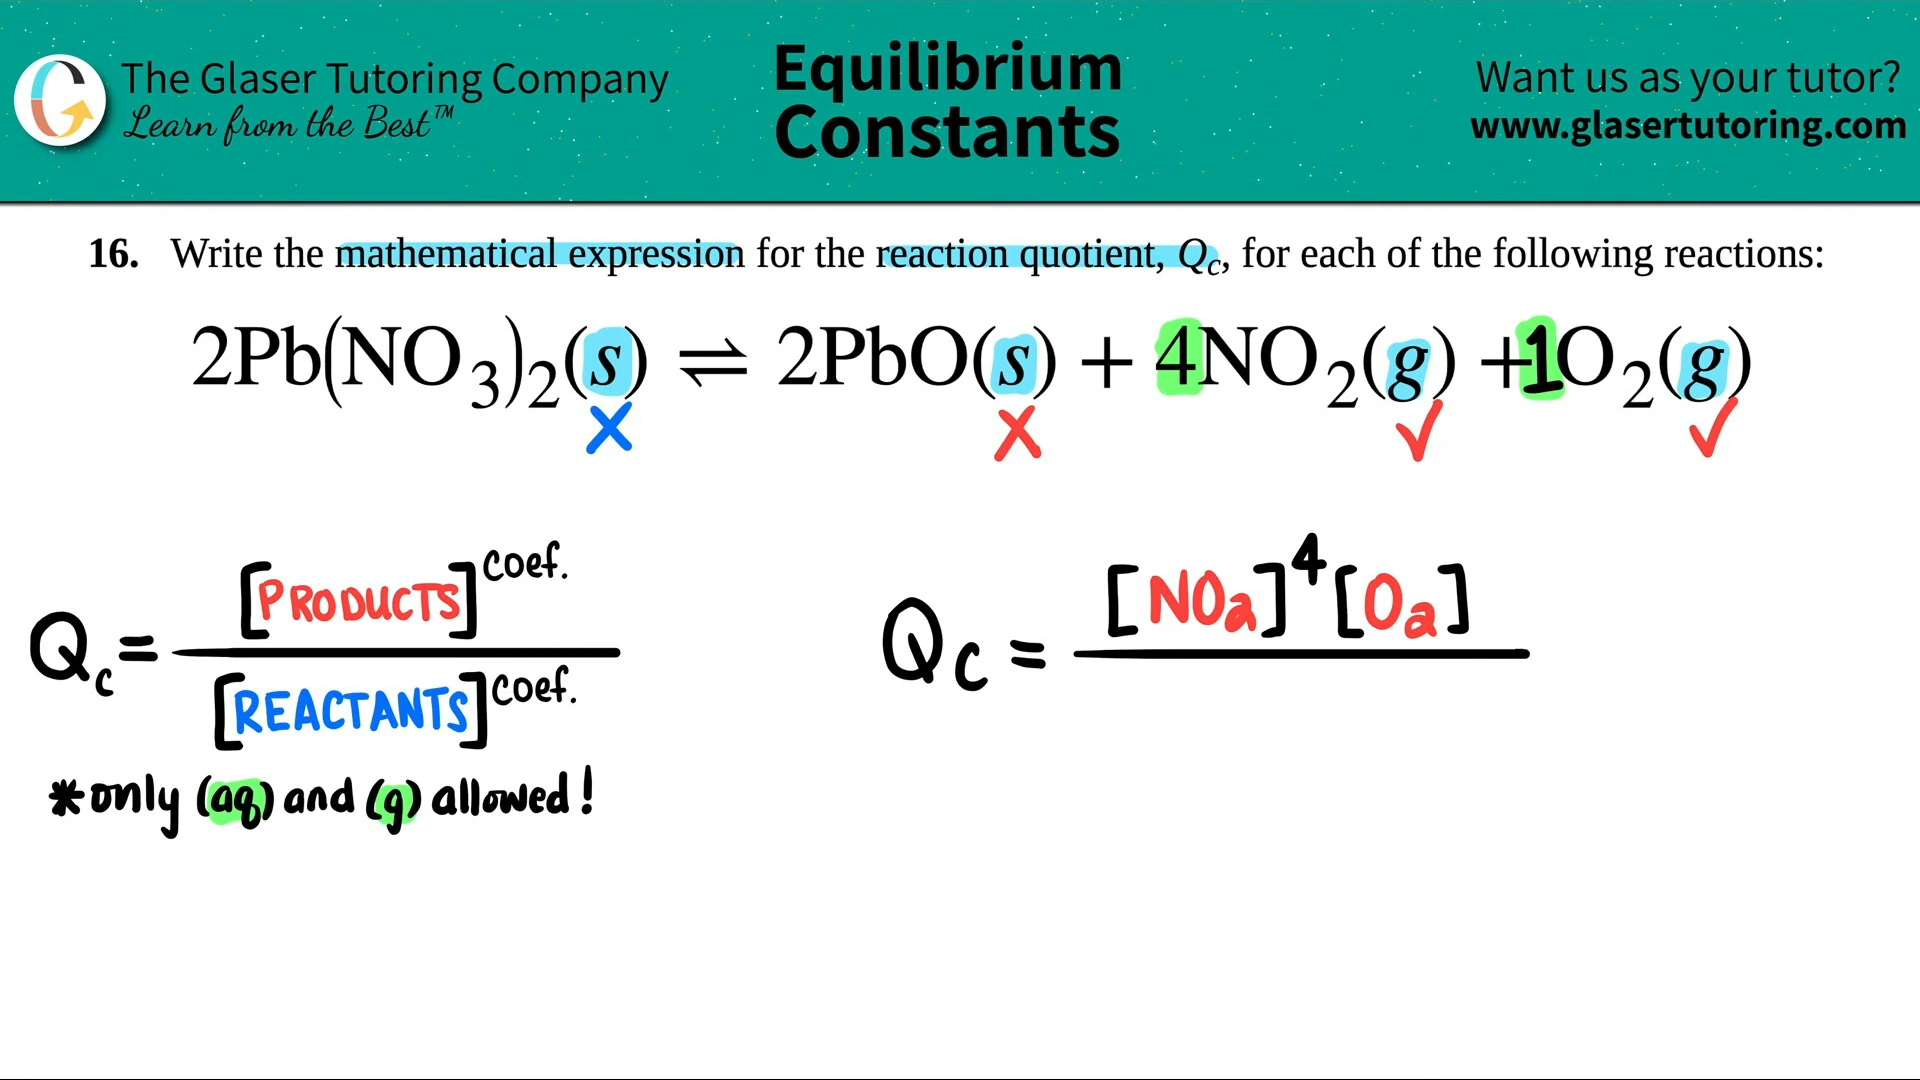 The Glaser Tutoring Company
Learn from the Best™
Equilibrium
Constants
Want us as your tutor?
www.glasertutoring.com
16. Write the mathematical expression for the reaction quotient, Qc, for each of the following reactions:
2Pb(NO3)2(s) ⇌ 2PbO(s) + 4NO2(g) + 1O2(g)
X X ✓ ✓
Qc = [PRODUCTS]^coef.
[REACTANTS]^coef.
*only (aq) and (g) allowed!
Qc = [NO2]^4 [O2]